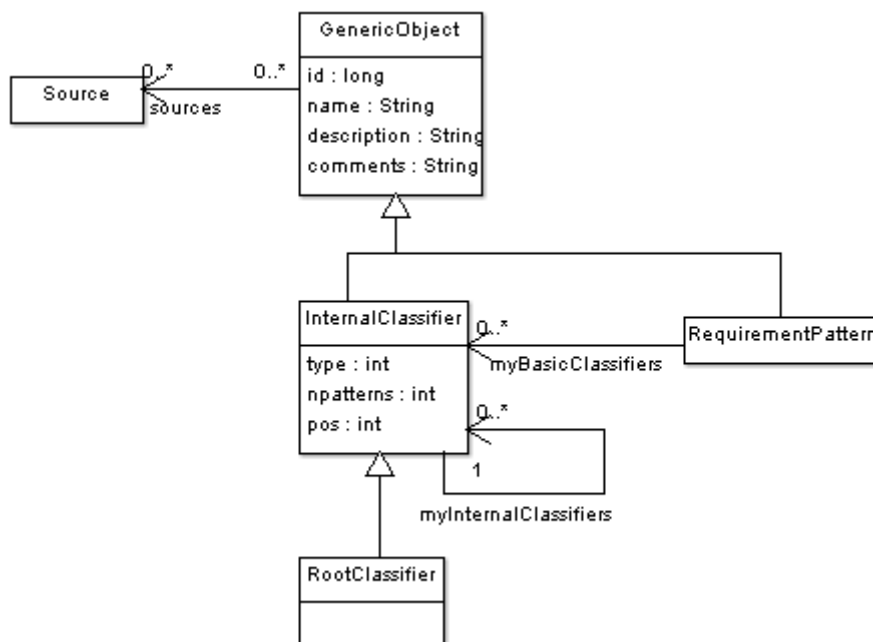 GenericObject
id : long
name : String
description : String
comments : String
Source
0..*
0..*
sources
InternalClassifier
type : int
npatterns : int
pos : int
0..*
myBasicClassifiers
RequirementPattern
0..*
1
myInternalClassifiers
RootClassifier